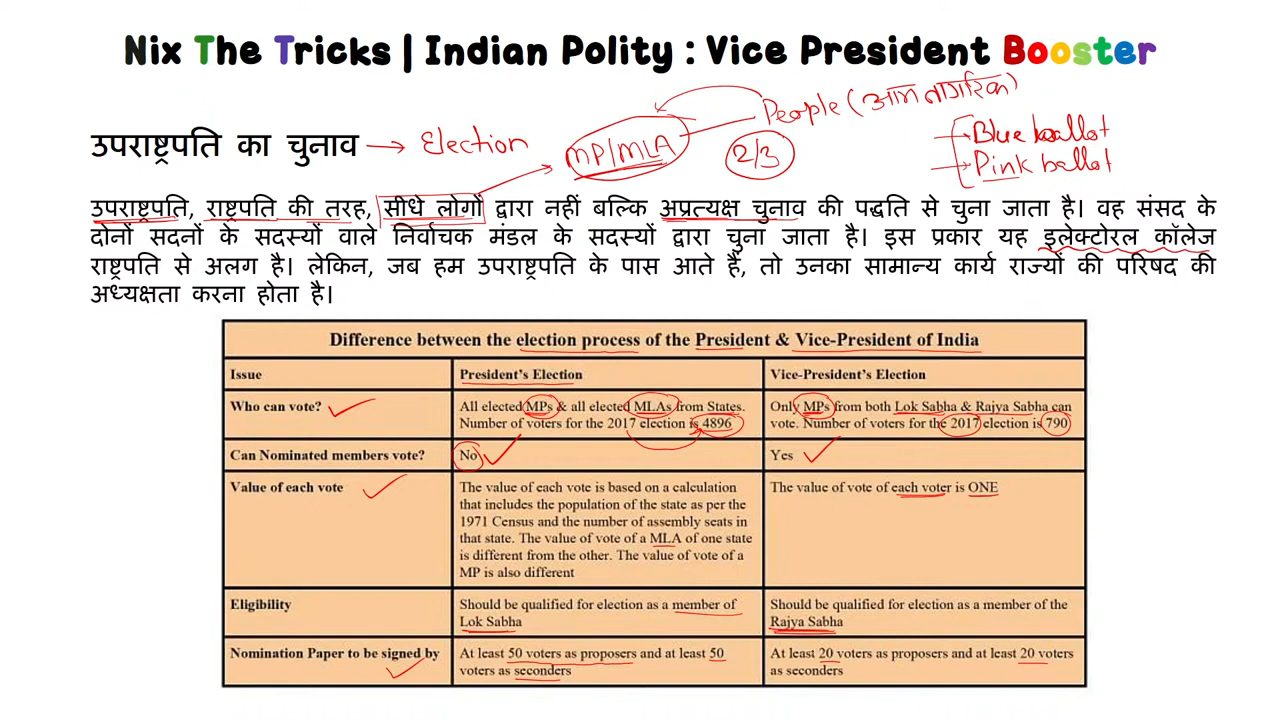 Nix The Tricks | Indian Polity : Vice President Booster
People (आम नागरिक)
उपराष्ट्रपति का चुनाव → Election
MP/MLA
2/3
Blue ballot
Pink ballot
उपराष्ट्रपति, राष्ट्रपति की तरह, सीधे लोगों द्वारा नहीं बल्कि अप्रत्यक्ष चुनाव की पद्धति से चुना जाता है। वह संसद के
दोनों सदनों के सदस्यों वाले निर्वाचक मंडल के सदस्यों द्वारा चुना जाता है। इस प्रकार यह इलेक्टोरल कॉलेज
राष्ट्रपति से अलग है। लेकिन, जब हम उपराष्ट्रपति के पास आते हैं, तो उनका सामान्य कार्य राज्यों की परिषद की
अध्यक्षता करना होता है।
Difference between the election process of the President & Vice-President of India
Issue
President's Election
Vice-President's Election
Who can vote?
All elected MPs & all elected MLAs from States.
Number of voters for the 2017 election is 4896
Only MPs from both Lok Sabha & Rajya Sabha can
vote. Number of voters for the 2017 election is 790
Can Nominated members vote?
No
Yes
Value of each vote
The value of each vote is based on a calculation
that includes the population of the state as per the
1971 Census and the number of assembly seats in
that state. The value of vote of a MLA of one state
is different from the other. The value of vote of a
MP is also different
The value of vote of each voter is ONE
Eligibility
Should be qualified for election as a member of
Lok Sabha
Should be qualified for election as a member of the
Rajya Sabha
Nomination Paper to be signed by
At least 50 voters as proposers and at least 50
voters as seconders
At least 20 voters as proposers and at least 20 voters
as seconders